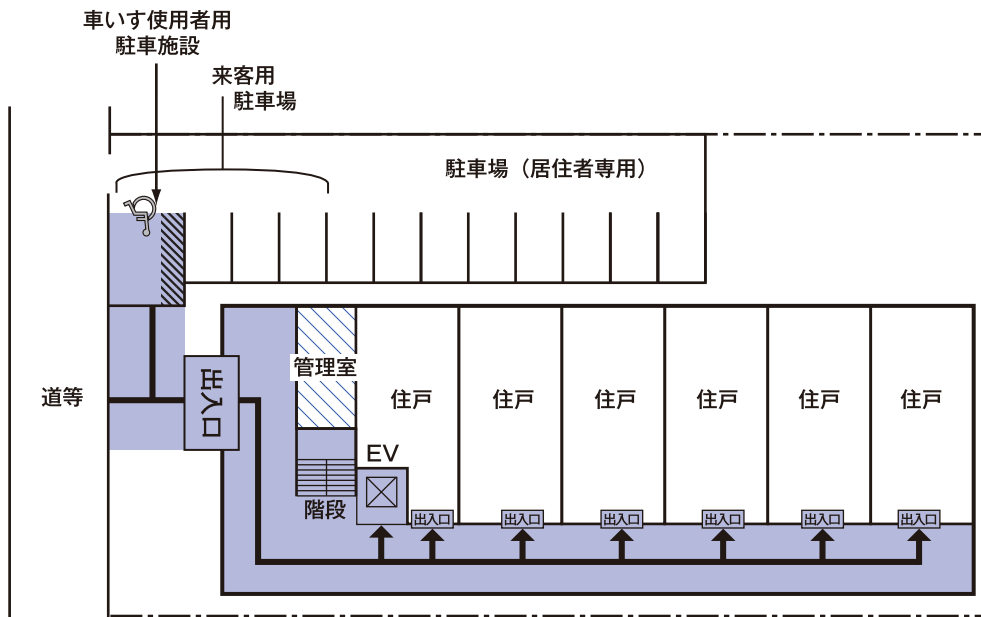 車いす使用者用
駐車施設
来客用
駐車場
駐車場（居住者専用）
道等
出入口
管理室
住戸
住戸
住戸
住戸
住戸
住戸
EV
階段
出入口
出入口
出入口
出入口
出入口
出入口